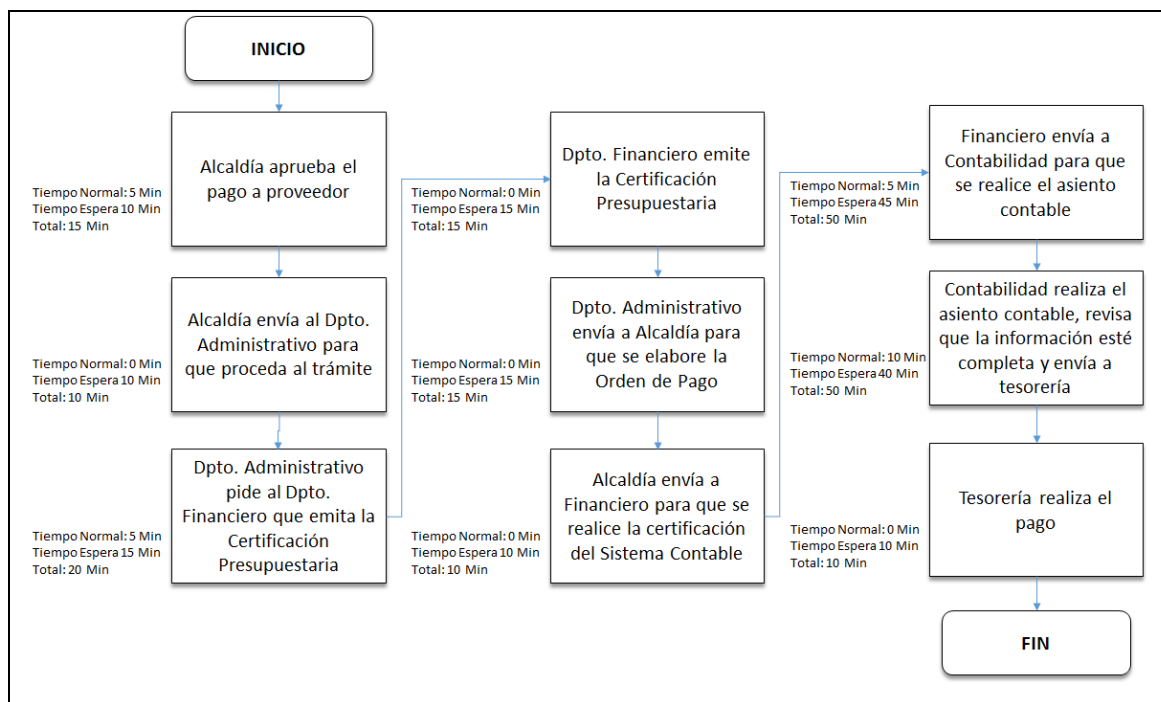 INICIO
Alcaldía aprueba el
pago a proveedor
Tiempo Normal: 5 Min
Tiempo Espera 10 Min
Total: 15 Min
Alcaldía envía al Dpto.
Administrativo para
que proceda al trámite
Tiempo Normal: 0 Min
Tiempo Espera 10 Min
Total: 10 Min
Dpto. Administrativo
pide al Dpto.
Financiero que emita la
Certificación
Presupuestaria
Tiempo Normal: 5 Min
Tiempo Espera 15 Min
Total: 20 Min
Dpto. Financiero emite
la Certificación
Presupuestaria
Tiempo Normal: 0 Min
Tiempo Espera 15 Min
Total: 15 Min
Dpto. Administrativo
envía a Alcaldía para
que se elabore la
Orden de Pago
Tiempo Normal: 0 Min
Tiempo Espera 15 Min
Total: 15 Min
Alcaldía envía a
Financiero para que se
realice la certificación
del Sistema Contable
Tiempo Normal: 0 Min
Tiempo Espera 10 Min
Total: 10 Min
Financiero envía a
Contabilidad para que
se realice el asiento
contable
Tiempo Normal: 5 Min
Tiempo Espera 45 Min
Total: 50 Min
Contabilidad realiza el
asiento contable, revisa
que la información esté
completa y envía a
tesorería
Tiempo Normal: 10 Min
Tiempo Espera 40 Min
Total: 50 Min
Tesorería realiza el
pago
Tiempo Normal: 0 Min
Tiempo Espera 10 Min
Total: 10 Min
FIN